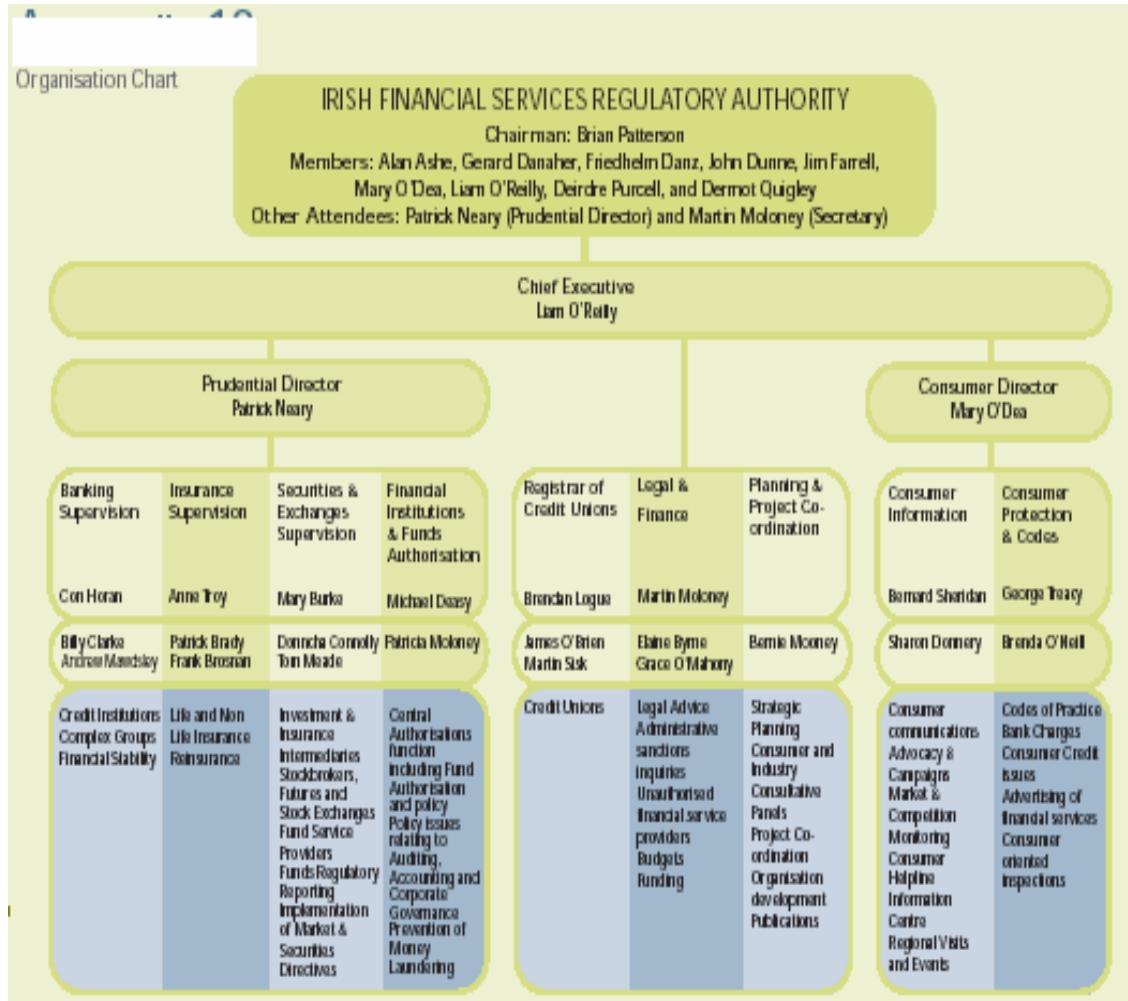 Organisation Chart
IRISH FINANCIAL SERVICES REGULATORY AUTHORITY
Chairman: Brian Patterson
Members: Alan Ashe, Gerard Danaher, Friedhelm Danz, John Dunne, Jim Farrell,
Mary O'Dea, Liam O'Reilly, Deirdre Purcell, and Dermot Quigley
Other Attendees: Patrick Neary (Prudential Director) and Martin Moloney (Secretary)
Chief Executive
Liam O'Reilly
Prudential Director
Patrick Neary
Consumer Director
Mary O'Dea
Banking
Supervision
Con Horan
Billy Clarke
Andrew Mawdsley
Credit Institutions
Complex Groups
Financial Stability
Insurance
Supervision
Anne Troy
Patrick Brady
Frank Brosnan
Life and Non
Life Insurance
Reinsurance
Securities &
Exchanges
Supervision
Mary Burke
Donncha Connolly
Tom Meade
Investment &
Insurance
Intermediaries
Stockbrokers,
Futures and
Stock Exchanges
Fund Service
Providers
Funds Regulatory
Reporting
Implementation
of Market &
Securities
Directives
Financial
Institutions
& Funds
Authorisation
Michael Deasy
Patricia Moloney
Central
Authorisations
function
including Fund
Authorisation
and policy
Policy issues
relating to
Auditing,
Accounting and
Corporate
Governance
Prevention of
Money
Laundering
Registrar of
Credit Unions
Brendan Logue
James O'Brien
Martin Sisk
Credit Unions
Legal &
Finance
Martin Moloney
Elaine Byrne
Grace O'Mahony
Legal Advice
Administrative
sanctions
inquiries
Unauthorised
financial service
providers
Budgets
Funding
Planning &
Project Co-
ordination
Bernie Mooney
Strategic
Planning
Consumer and
Industry
Consultative
Panels
Project Co-
ordination
Organisation
development
Publications
Consumer
Information
Bernard Sheridan
Sharon Donnery
Consumer
communications
Advocacy &
Campaigns
Market &
Competition
Monitoring
Consumer
Helpline
Information
Centre
Regional Visits
and Events
Consumer
Protection
& Codes
George Treacy
Brenda O'Neill
Codes of Practice
Bank Charges
Consumer Credit
issues
Advertising of
financial services
Consumer
oriented
inspections